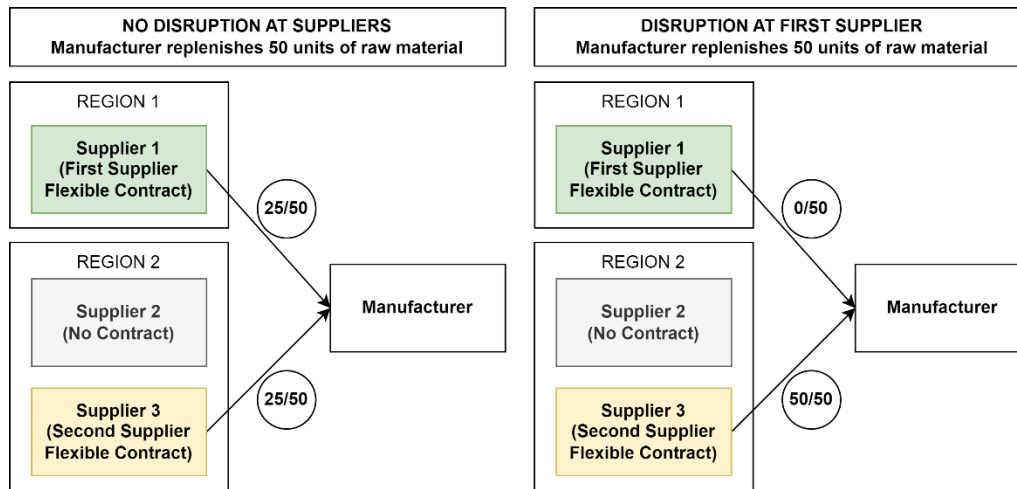 NO DISRUPTION AT SUPPLIERS
Manufacturer replenishes 50 units of raw material
REGION 1
Supplier 1
(First Supplier
Flexible Contract)
25/50
REGION 2
Supplier 2
(No Contract)
Manufacturer
25/50
Supplier 3
(Second Supplier
Flexible Contract)
DISRUPTION AT FIRST SUPPLIER
Manufacturer replenishes 50 units of raw material
REGION 1
Supplier 1
(First Supplier
Flexible Contract)
0/50
REGION 2
Supplier 2
(No Contract)
Manufacturer
50/50
Supplier 3
(Second Supplier
Flexible Contract)